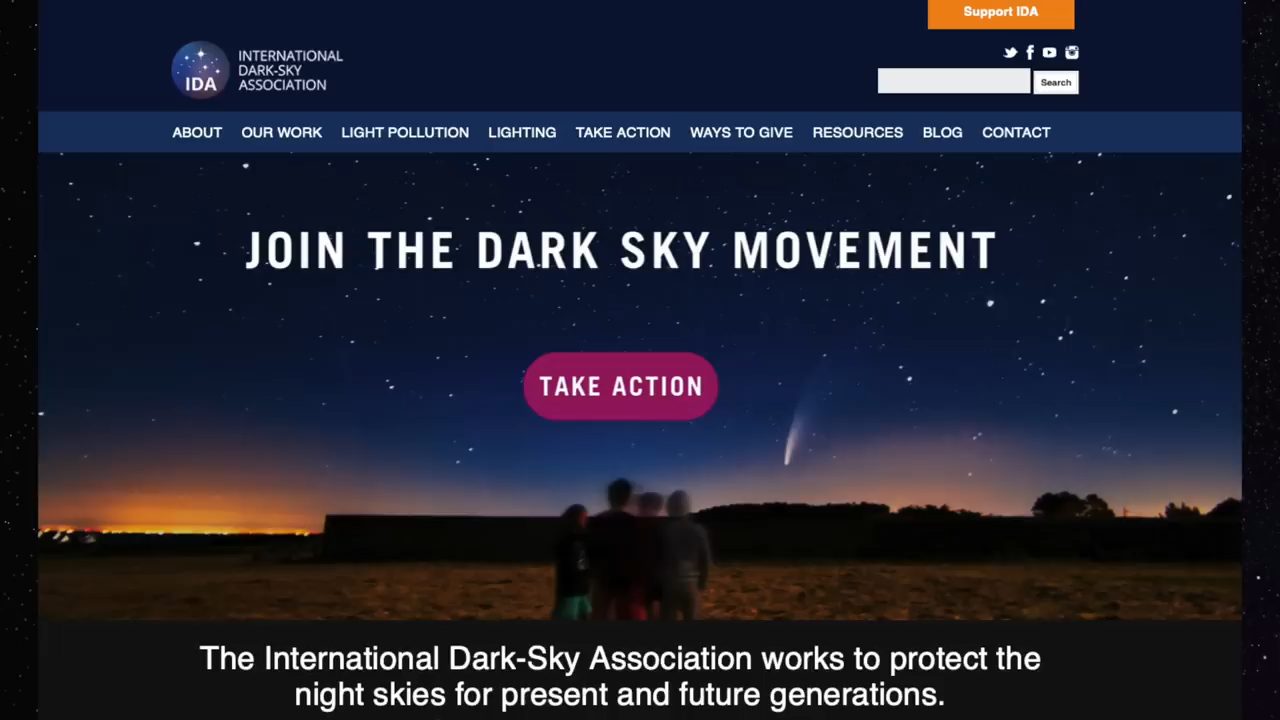 Support IDA
IDA
INTERNATIONAL
DARK-SKY
ASSOCIATION
Search
ABOUT OUR WORK LIGHT POLLUTION LIGHTING TAKE ACTION WAYS TO GIVE RESOURCES BLOG CONTACT
JOIN THE DARK SKY MOVEMENT
TAKE ACTION
The International Dark-Sky Association works to protect the
night skies for present and future generations.